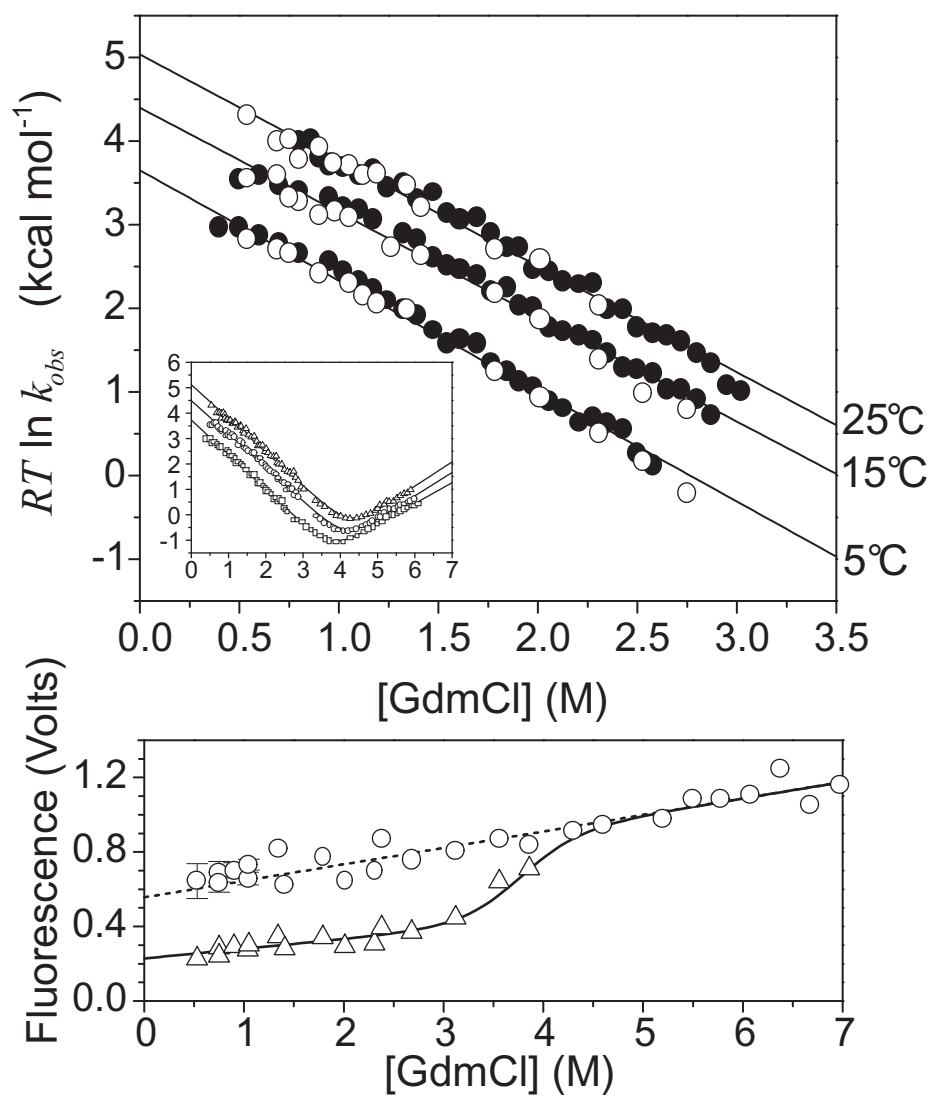 RT ln k_obs (kcal mol⁻¹)
5
4
3
2
1
0
-1
25°C
15°C
5°C
6
5
4
3
2
1
0
-1
0 1 2 3 4 5 6 7
0.0 0.5 1.0 1.5 2.0 2.5 3.0 3.5
[GdmCl] (M)
Fluorescence (Volts)
1.2
0.8
0.4
0.0
0 1 2 3 4 5 6 7
[GdmCl] (M)